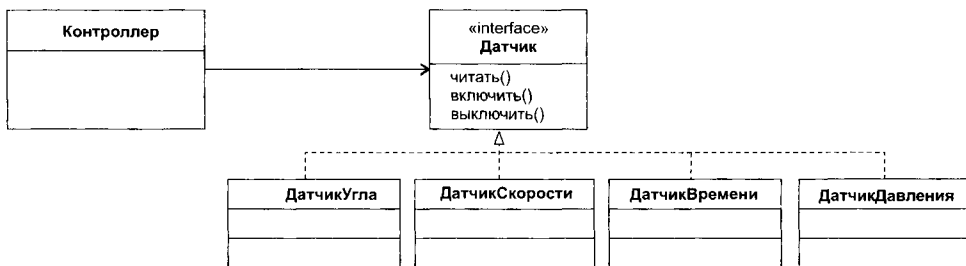 Контроллер
«interface»
Датчик
читать()
включить()
выключить()
ДатчикУгла
ДатчикСкорости
ДатчикВремени
ДатчикДавления